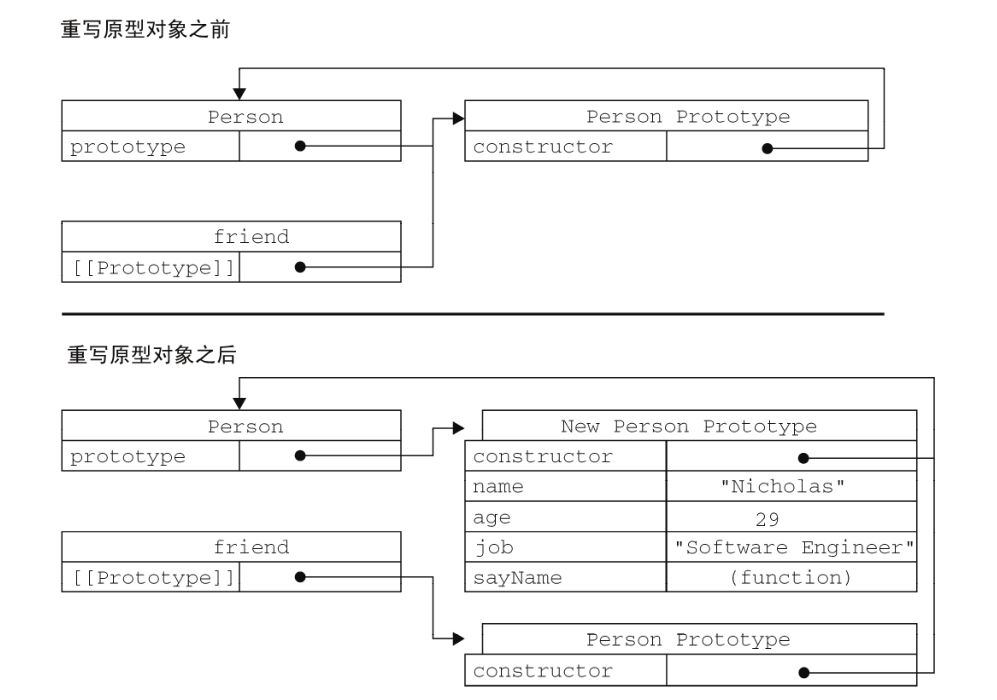 重写原型对象之前
Person
prototype
Person Prototype
constructor
friend
[[Prototype]]
重写原型对象之后
Person
prototype
New Person Prototype
constructor
name "Nicholas"
age 29
job "Software Engineer"
sayName (function)
friend
[[Prototype]]
Person Prototype
constructor